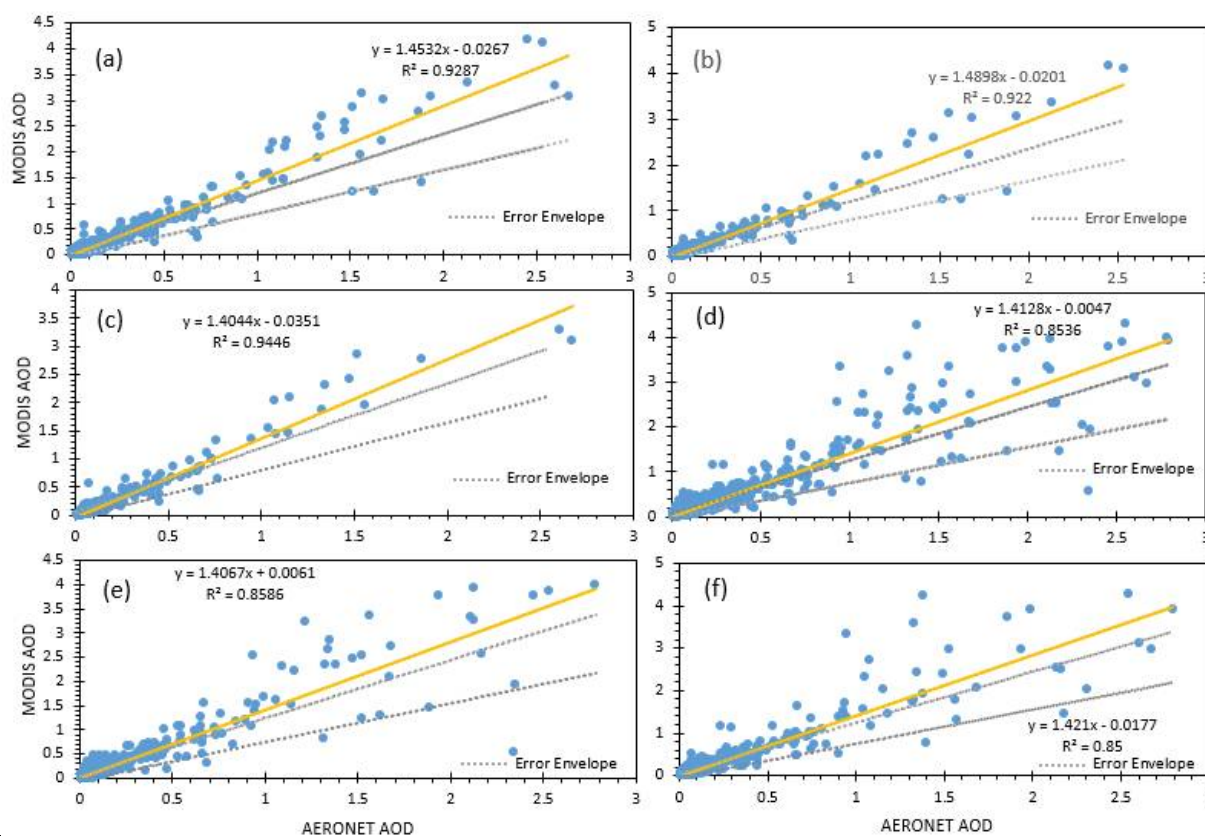 4.5
4
3.5
3
2.5
2
1.5
1
0.5
0
MODIS AOD
(a)
y = 1.4532x - 0.0267
R² = 0.9287
Error Envelope
0 0.5 1 1.5 2 2.5 3
5
4
3
2
1
0
(b)
y = 1.4898x - 0.0201
R² = 0.922
Error Envelope
0 0.5 1 1.5 2 2.5 3
4
3.5
3
2.5
2
1.5
1
0.5
0
MODIS AOD
(c)
y = 1.4044x - 0.0351
R² = 0.9446
Error Envelope
0 0.5 1 1.5 2 2.5 3
5
4
3
2
1
0
(d)
y = 1.4128x - 0.0047
R² = 0.8536
Error Envelope
0 0.5 1 1.5 2 2.5 3
4.5
4
3.5
3
2.5
2
1.5
1
0.5
0
MODIS AOD
(e)
y = 1.4067x + 0.0061
R² = 0.8586
Error Envelope
0 0.5 1 1.5 2 2.5 3
AERONET AOD
5
4
3
2
1
0
(f)
y = 1.421x - 0.0177
R² = 0.85
Error Envelope
0 0.5 1 1.5 2 2.5 3
AERONET AOD